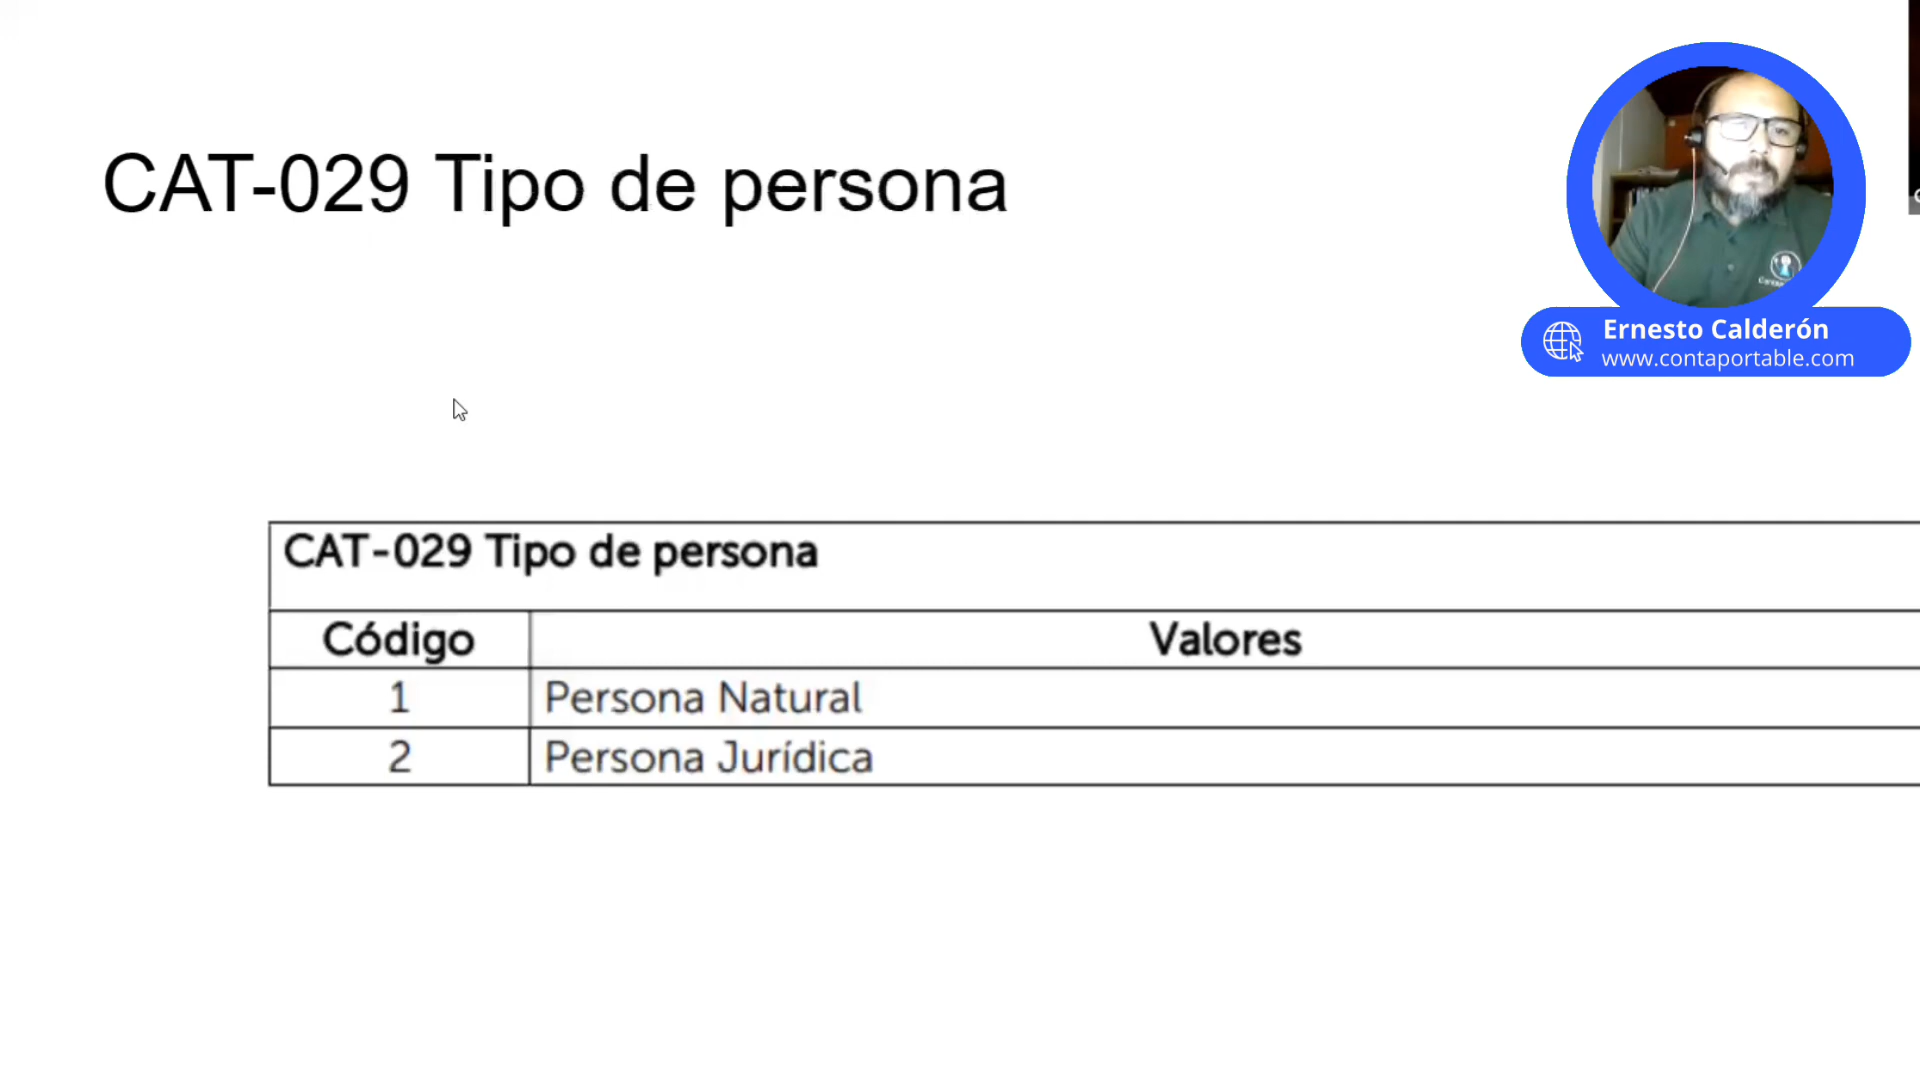 CAT-029 Tipo de persona
Ernesto Calderón
www.contaportable.com
CAT-029 Tipo de persona
Código Valores
1 Persona Natural
2 Persona Jurídica